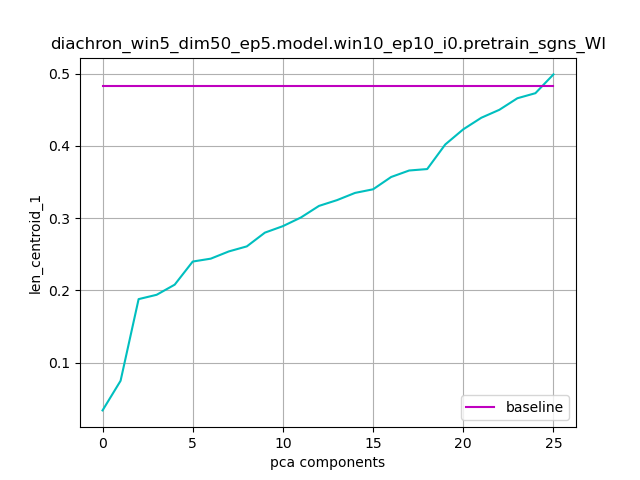 diachron_win5_dim50_ep5.model.win10_ep10_i0.pretrain_sgns_WI
0.5
0.4
0.3
0.2
0.1
len_centroid_1
baseline
0 5 10 15 20 25
pca components